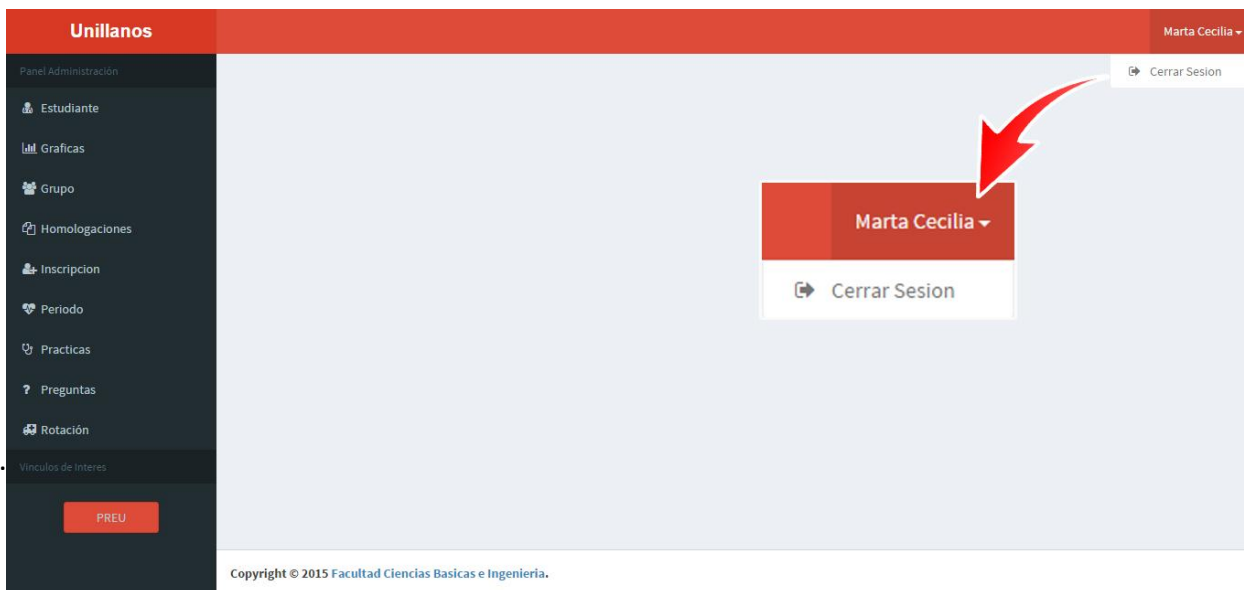 Unillanos
Marta Cecilia
Panel Administración
Cerrar Sesion
Estudiante
Graficas
Grupo
Marta Cecilia
Homologaciones
Inscripcion
Cerrar Sesion
Periodo
Practicas
? Preguntas
Rotación
Vinculos de Interes
PREU
Copyright © 2015 Facultad Ciencias Basicas e Ingenieria.